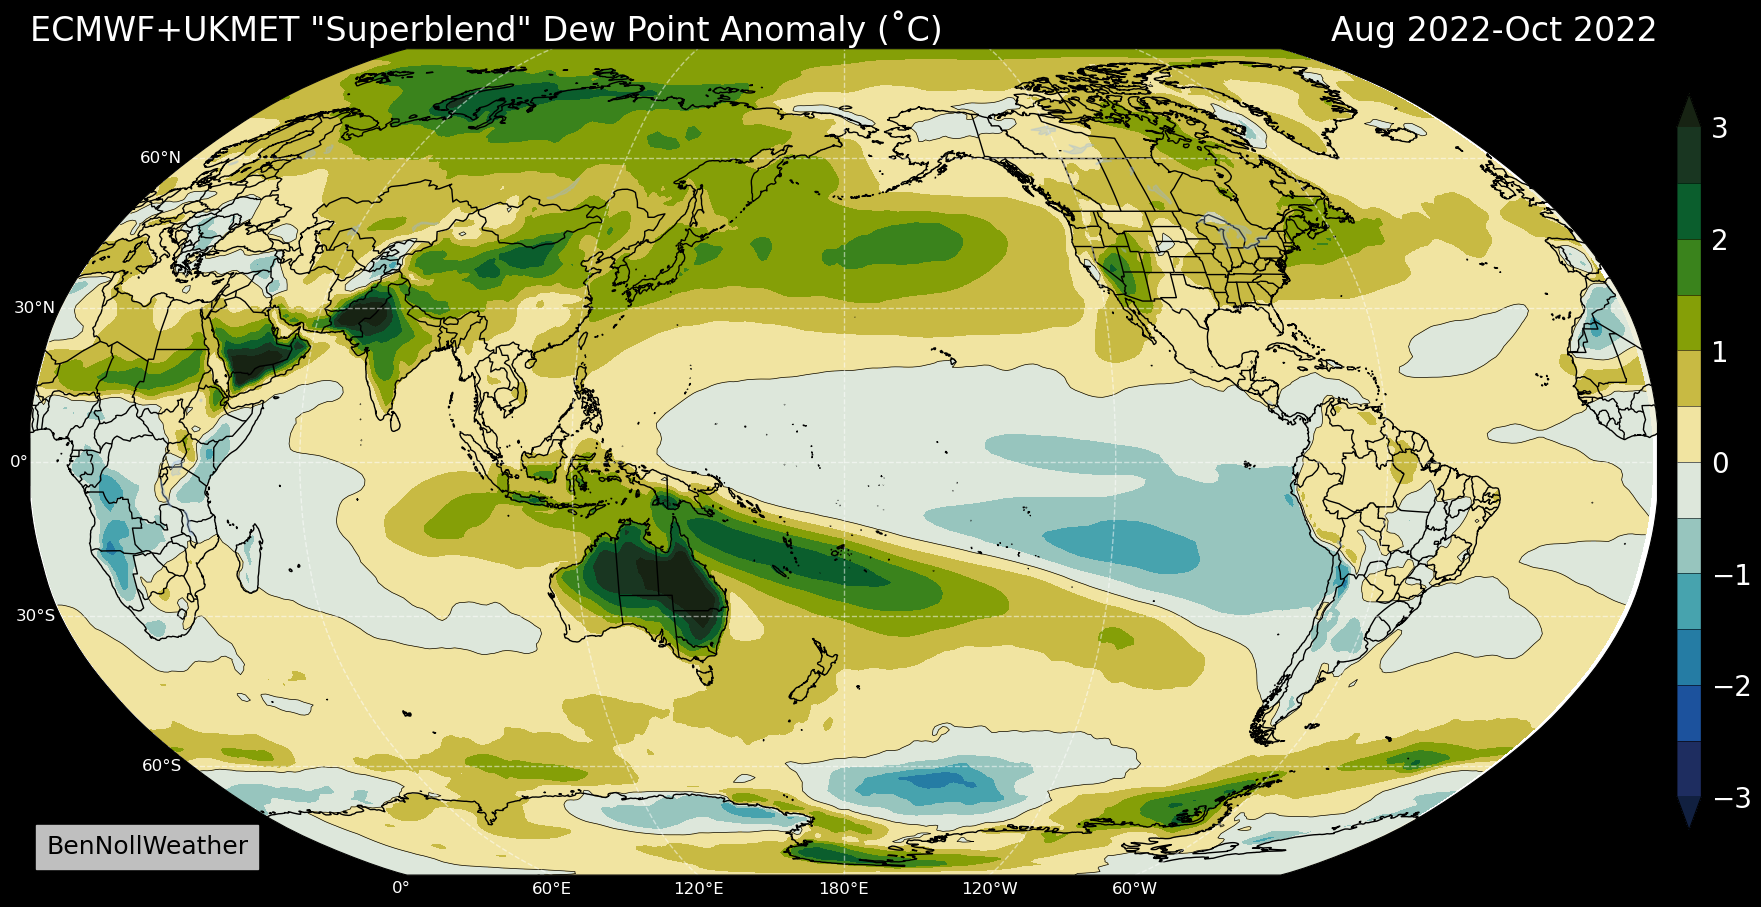 ECMWF+UKMET "Superblend" Dew Point Anomaly (˚C)
Aug 2022-Oct 2022
60°N
30°N
0°
30°S
60°S
0°
60°E
120°E
180°E
120°W
60°W
3
2
1
0
−1
−2
−3
BenNollWeather